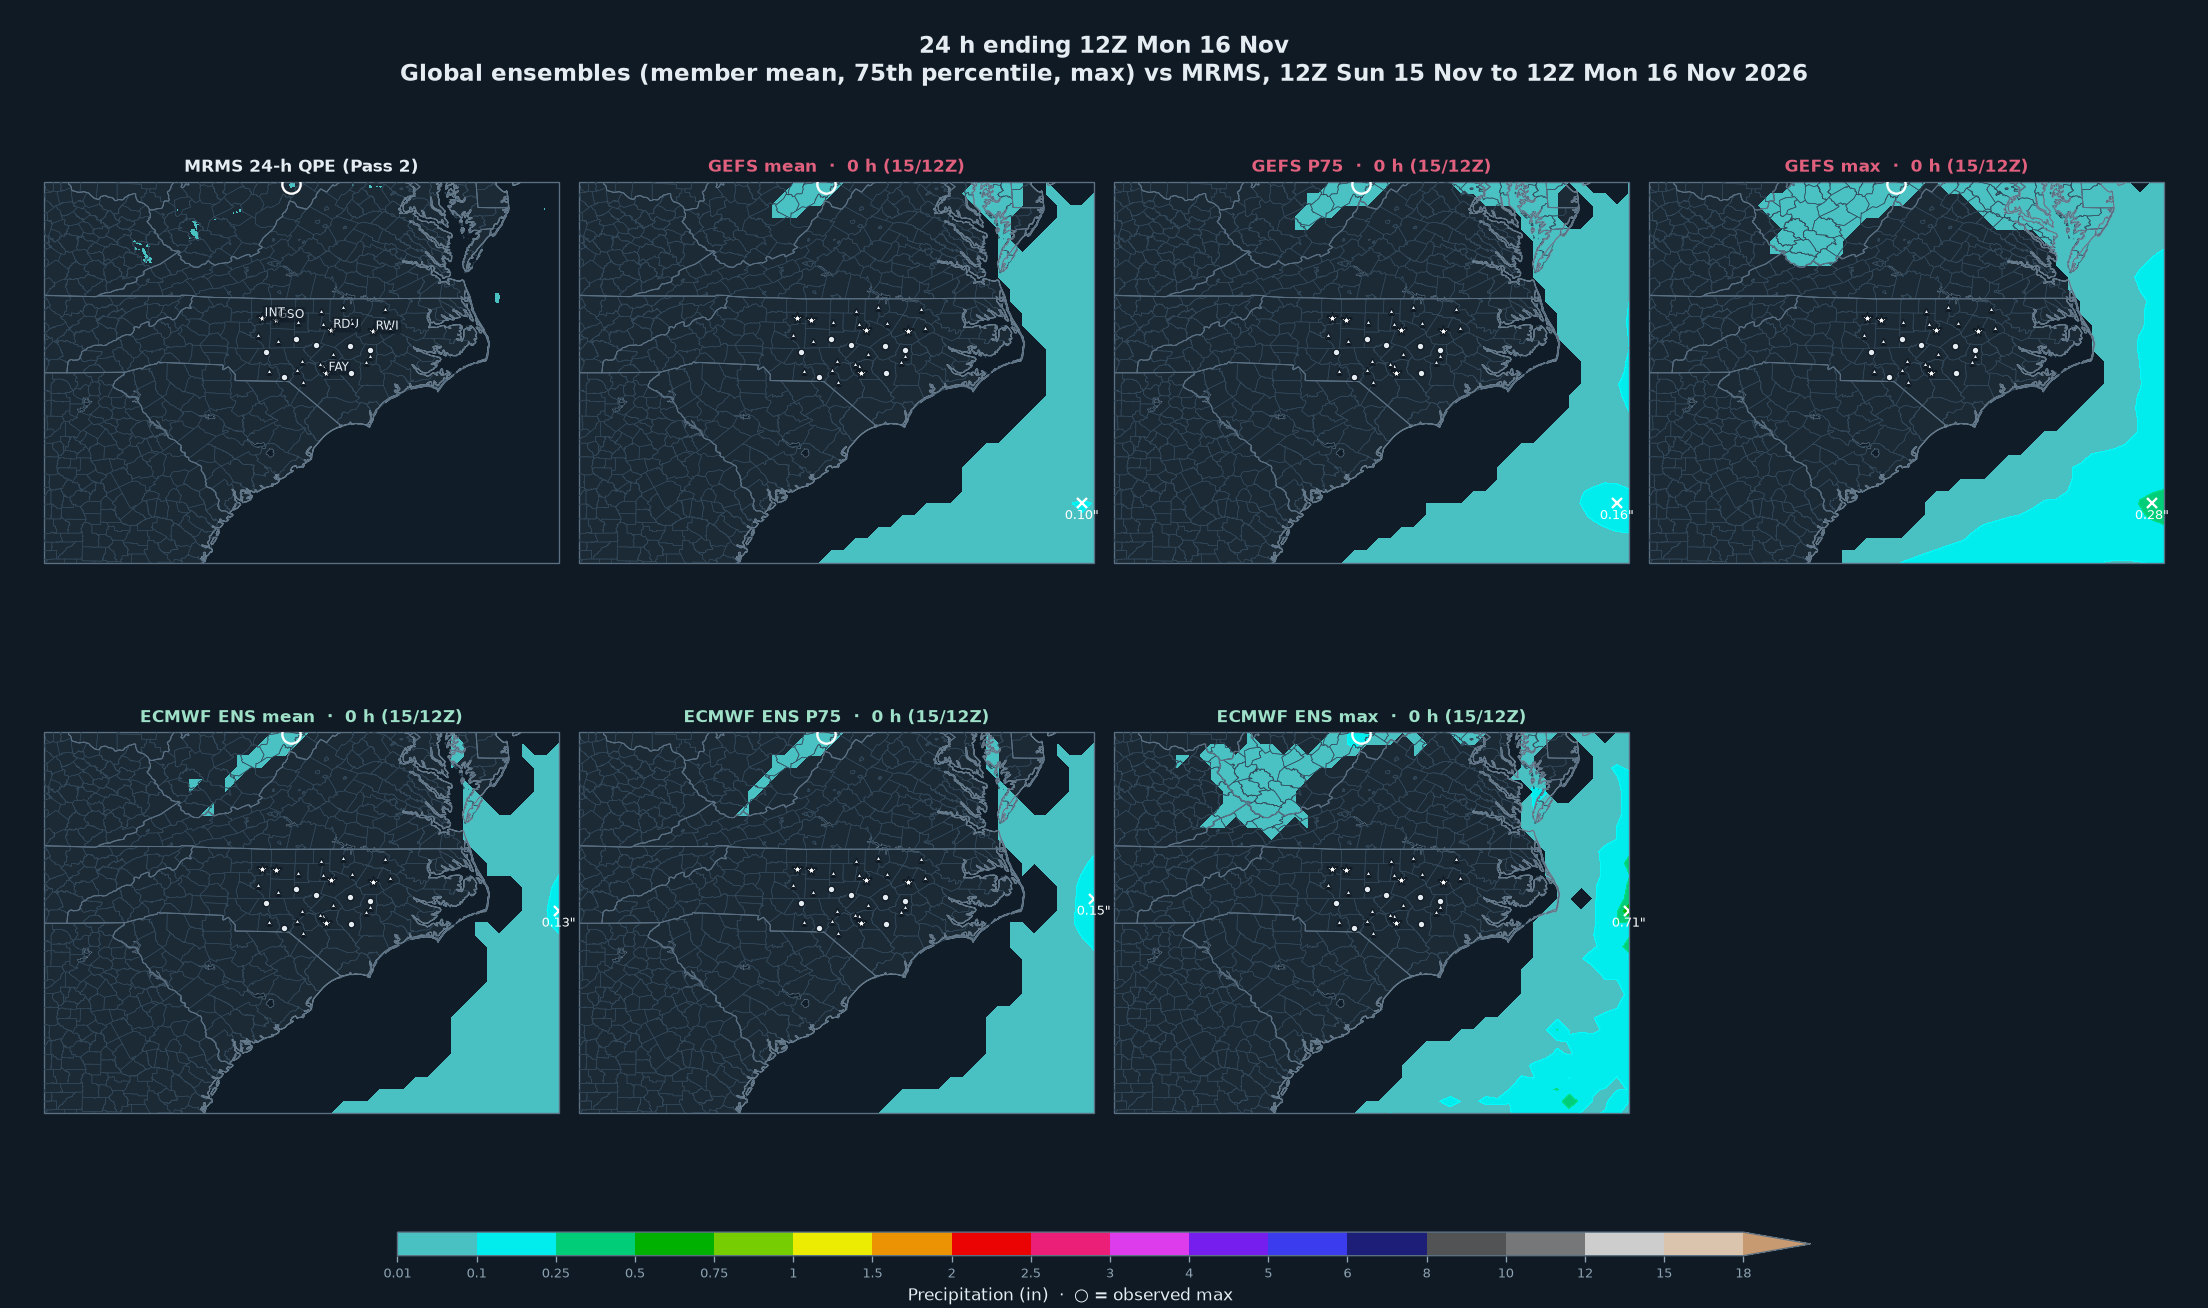 24 h ending 12Z Mon 16 Nov
Global ensembles (member mean, 75th percentile, max) vs MRMS, 12Z Sun 15 Nov to 12Z Mon 16 Nov 2026
MRMS 24-h QPE (Pass 2)
GEFS mean · 0 h (15/12Z)
GEFS P75 · 0 h (15/12Z)
GEFS max · 0 h (15/12Z)
INT
RDU
RWI
FAY
0.10"
0.16"
0.28"
ECMWF ENS mean · 0 h (15/12Z)
ECMWF ENS P75 · 0 h (15/12Z)
ECMWF ENS max · 0 h (15/12Z)
0.13"
0.15"
0.71"
0.01 0.1 0.25 0.5 0.75 1 1.5 2 2.5 3 4 5 6 8 10 12 15 18
Precipitation (in) · ○ = observed max